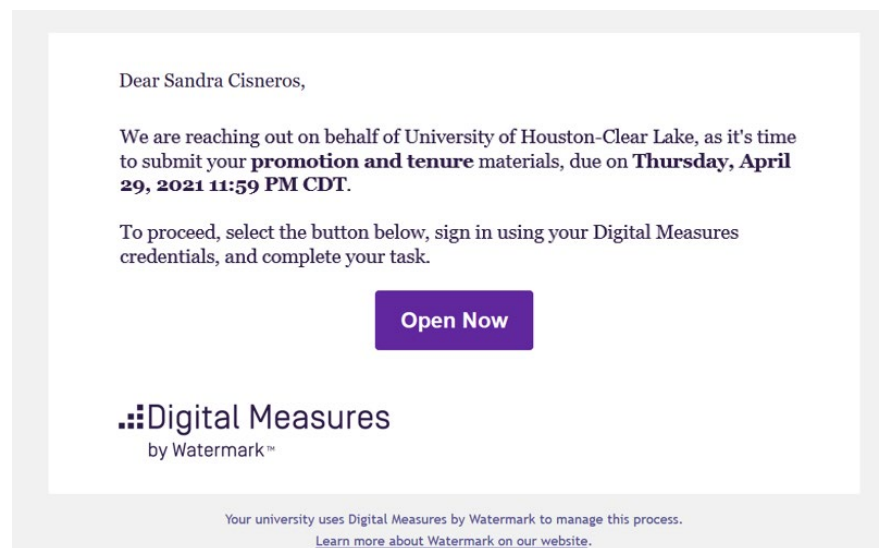 Dear Sandra Cisneros,
We are reaching out on behalf of University of Houston-Clear Lake, as it's time
to submit your promotion and tenure materials, due on Thursday, April
29, 2021 11:59 PM CDT.
To proceed, select the button below, sign in using your Digital Measures
credentials, and complete your task.
Open Now
Digital Measures
by Watermark™
Your university uses Digital Measures by Watermark to manage this process.
Learn more about Watermark on our website.